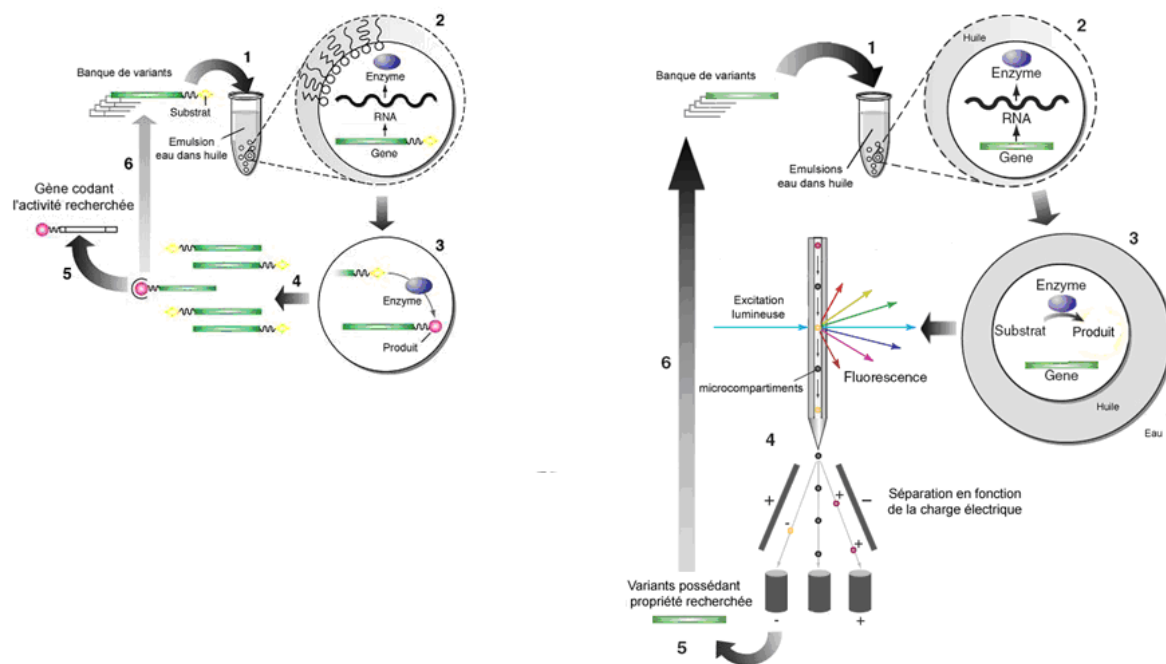 1
2
Banque de variants
Substrat
Emulsion
eau dans huile
Enzyme
RNA
Gene
6
Gène codant
l'activité recherchée
5
4
3
Enzyme
Produit
1
2
Banque de variants
Huile
Enzyme
RNA
Gene
Emulsions
eau dans huile
3
Enzyme
Substrat
Produit
Gene
Huile
Eau
Excitation
lumineuse
Fluorescence
microcompartiments
6
4
+
-
+
–
+
Séparation en fonction
de la charge électrique
Variants possédant
propriété recherchée
-
+
5